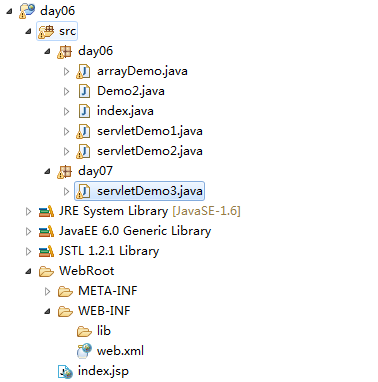 day06
src
day06
arrayDemo.java
Demo2.java
index.java
servletDemo1.java
servletDemo2.java
day07
servletDemo3.java
JRE System Library [JavaSE-1.6]
JavaEE 6.0 Generic Library
JSTL 1.2.1 Library
WebRoot
META-INF
WEB-INF
lib
web.xml
index.jsp